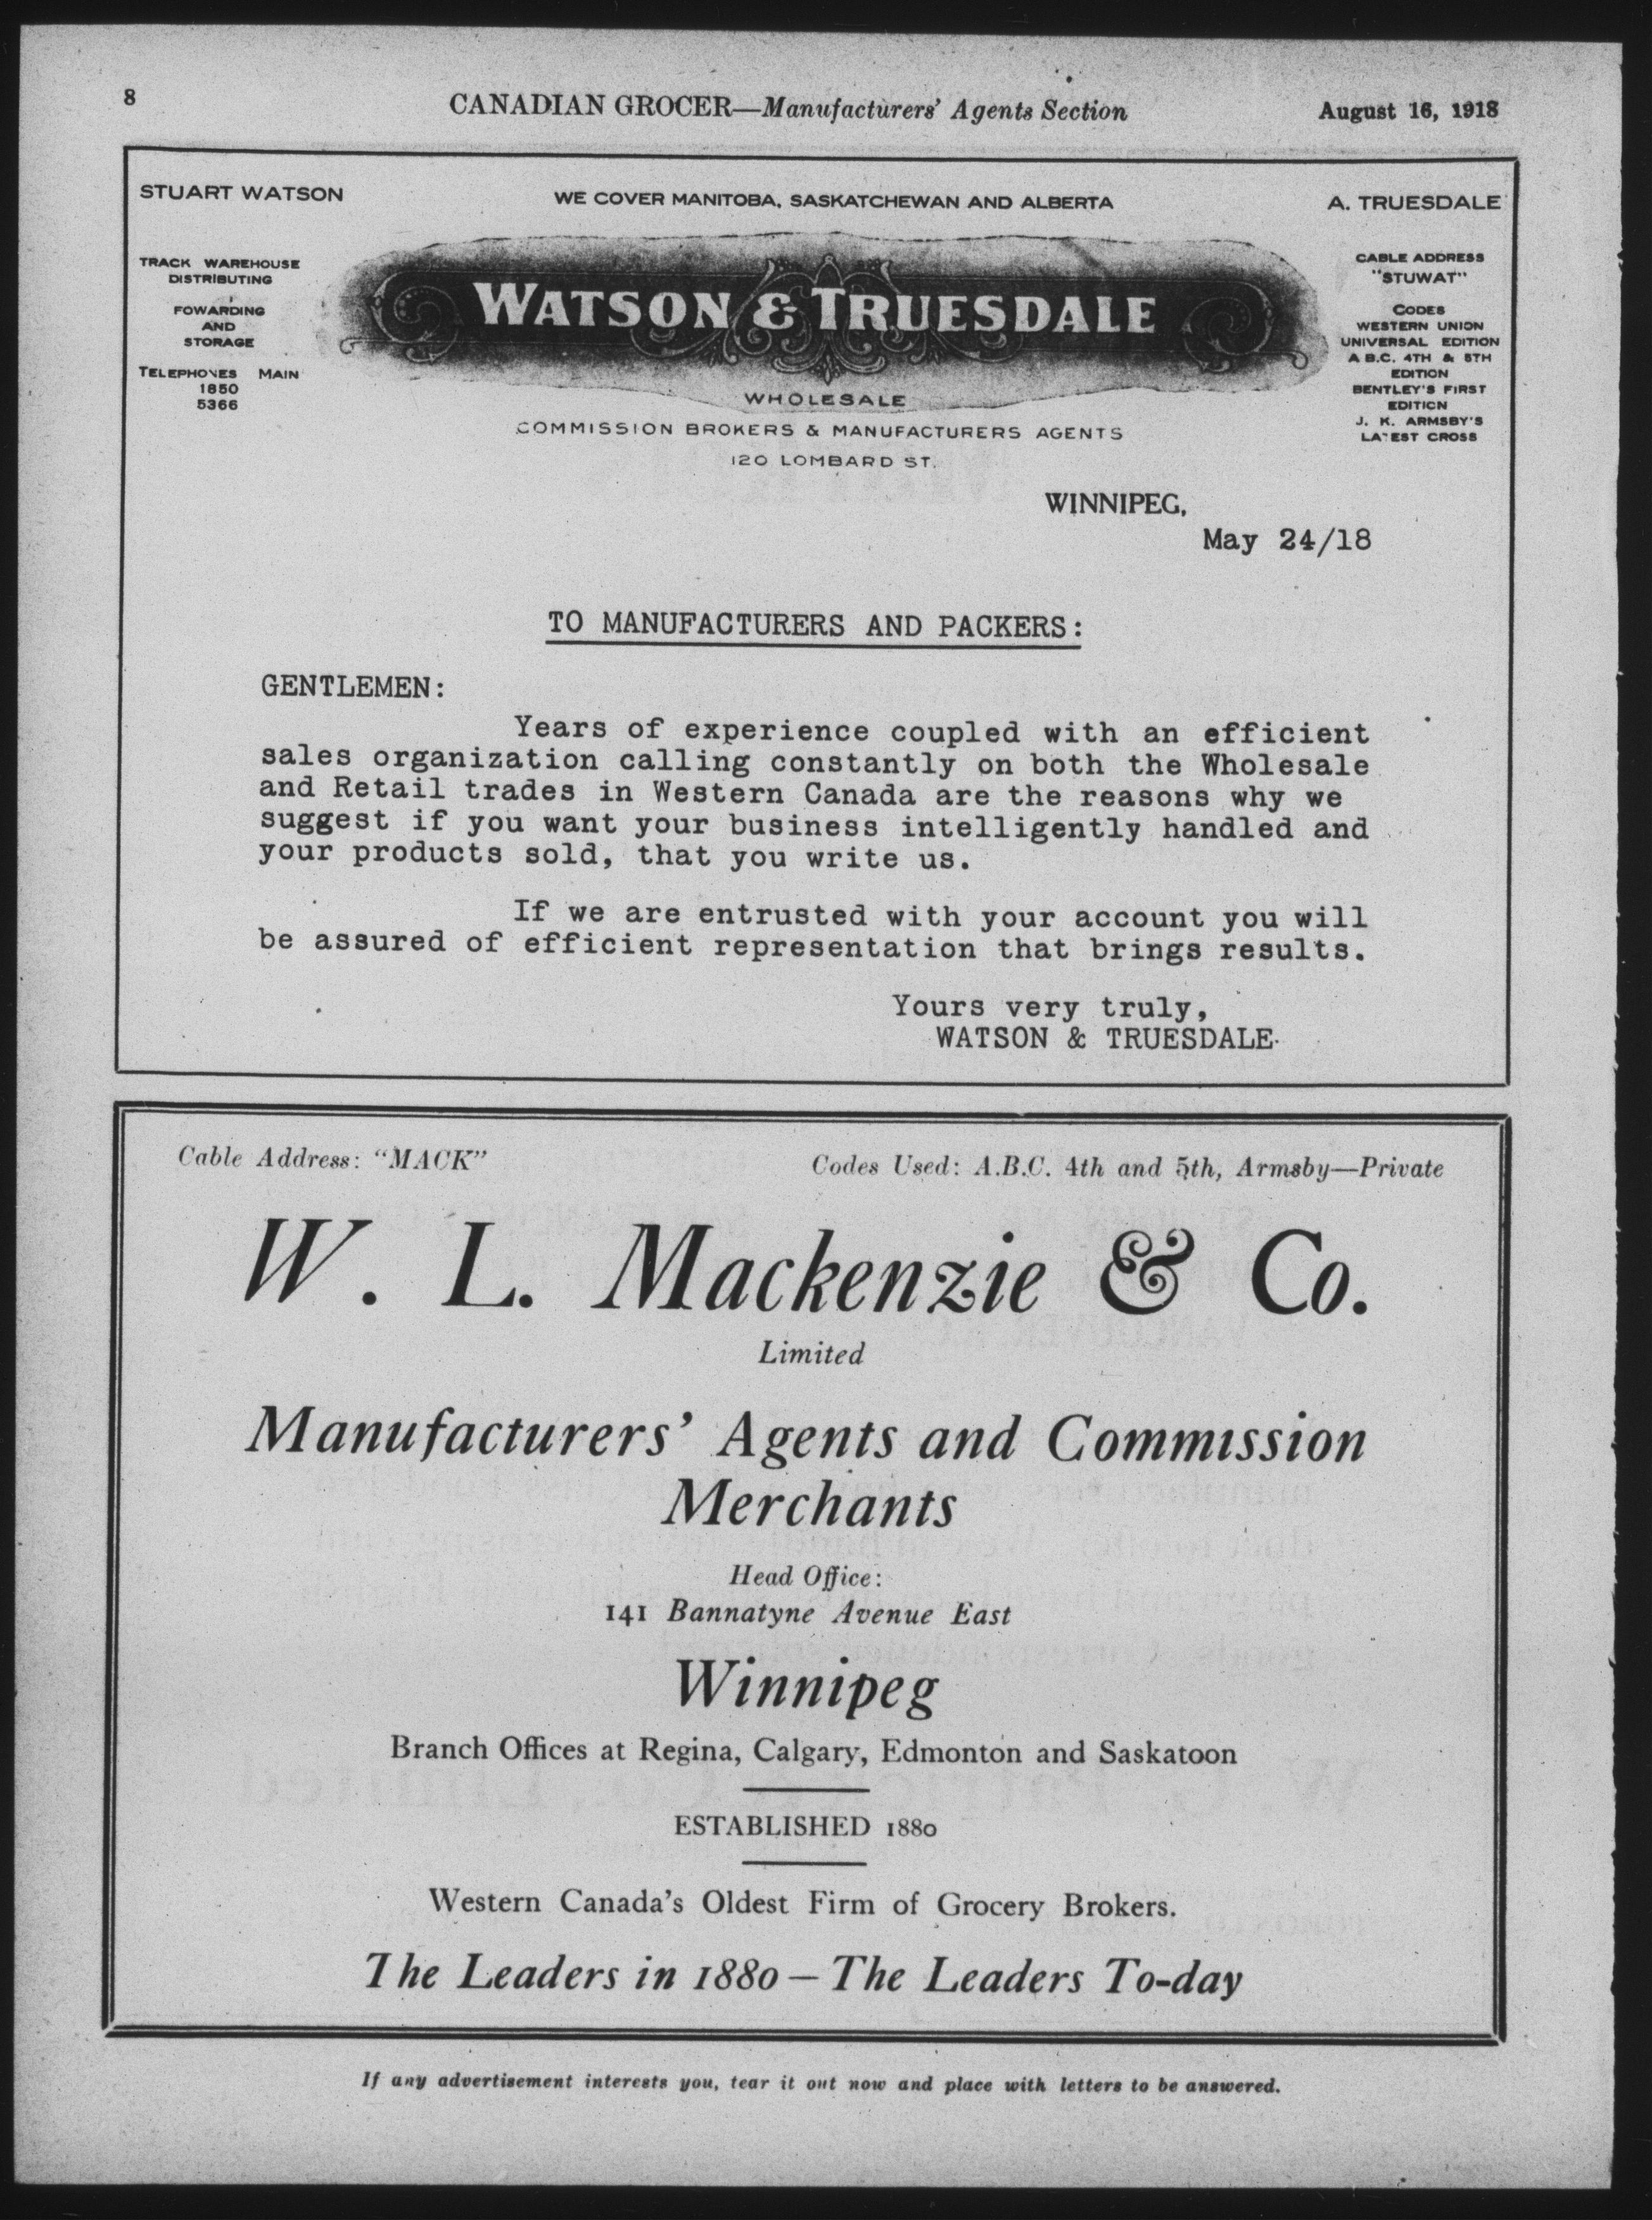 8
CANADIAN GROCER—Manufacturers' Agents Section
August 16, 1918
STUART WATSON
WE COVER MANITOBA, SASKATCHEWAN AND ALBERTA
A. TRUESDALE
TRACK WAREHOUSE
DISTRIBUTING
FOWARDING
AND
STORAGE
TELEPHONES MAIN
1850
5366
WATSON & TRUESDALE
CABLE ADDRESS
"STUWAT"
CODES
WESTERN UNION
UNIVERSAL EDITION
A B.C. 4TH & 5TH
EDITION
BENTLEY'S FIRST
EDITION
J. K. ARMSBY'S
LATEST CROSS
WHOLESALE
COMMISSION BROKERS & MANUFACTURERS AGENTS
120 LOMBARD ST.
WINNIPEG,
May 24/18
TO MANUFACTURERS AND PACKERS:
GENTLEMEN:
Years of experience coupled with an efficient
sales organization calling constantly on both the Wholesale
and Retail trades in Western Canada are the reasons why we
suggest if you want your business intelligently handled and
your products sold, that you write us.
If we are entrusted with your account you will
be assured of efficient representation that brings results.
Yours very truly,
WATSON & TRUESDALE.
Cable Address: "MACK"
Codes Used: A.B.C. 4th and 5th, Armsby—Private
W. L. Mackenzie & Co.
Limited
Manufacturers' Agents and Commission
Merchants
Head Office:
141 Bannatyne Avenue East
Winnipeg
Branch Offices at Regina, Calgary, Edmonton and Saskatoon
ESTABLISHED 1880
Western Canada's Oldest Firm of Grocery Brokers.
The Leaders in 1880 – The Leaders To-day
If any advertisement interests you, tear it out now and place with letters to be answered.